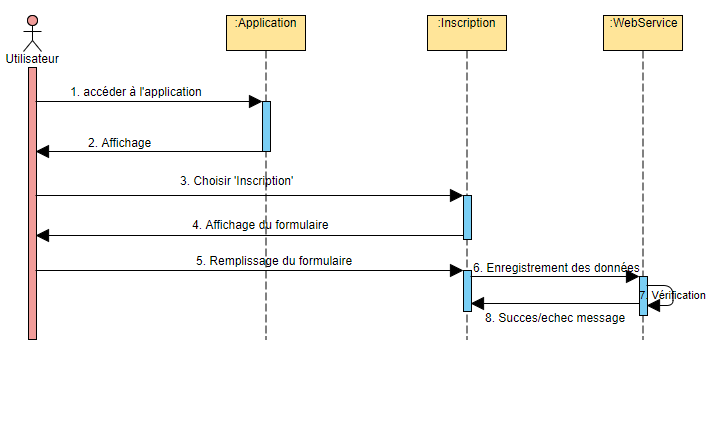 :Application
:Inscription
:WebService
Utilisateur
1. accéder à l'application
2. Affichage
3. Choisir 'Inscription'
4. Affichage du formulaire
5. Remplissage du formulaire
6. Enregistrement des données
7. Vérification
8. Succes/echec message